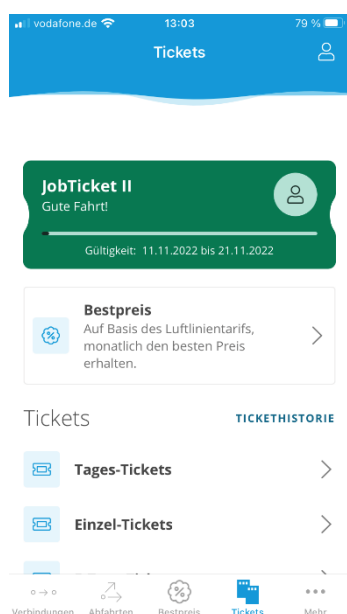 vodafone.de 13:03 79 %
Tickets
JobTicket II
Gute Fahrt!
Gültigkeit: 11.11.2022 bis 21.11.2022
Bestpreis
Auf Basis des Luftlinientarifs,
monatlich den besten Preis
erhalten.
Tickets TICKETHISTORIE
Tages-Tickets
Einzel-Tickets
Verbindungen Abfahrten Bestpreis Tickets Mehr